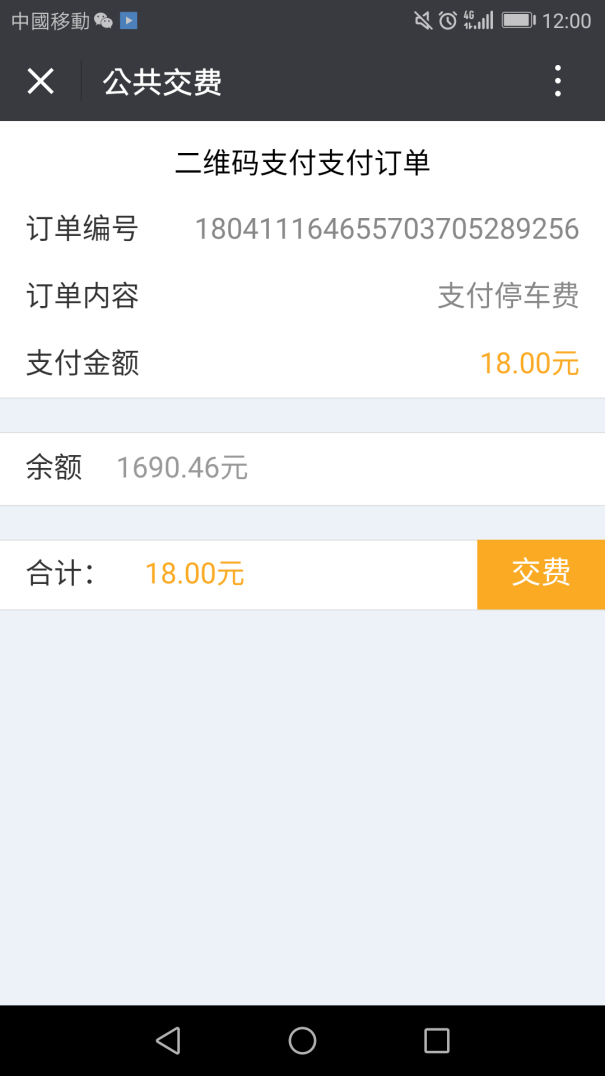 中國移動 4G 12:00
公共交费
二维码支付支付订单
订单编号 180411164655703705289256
订单内容 支付停车费
支付金额 18.00元
余额 1690.46元
合计： 18.00元 交费